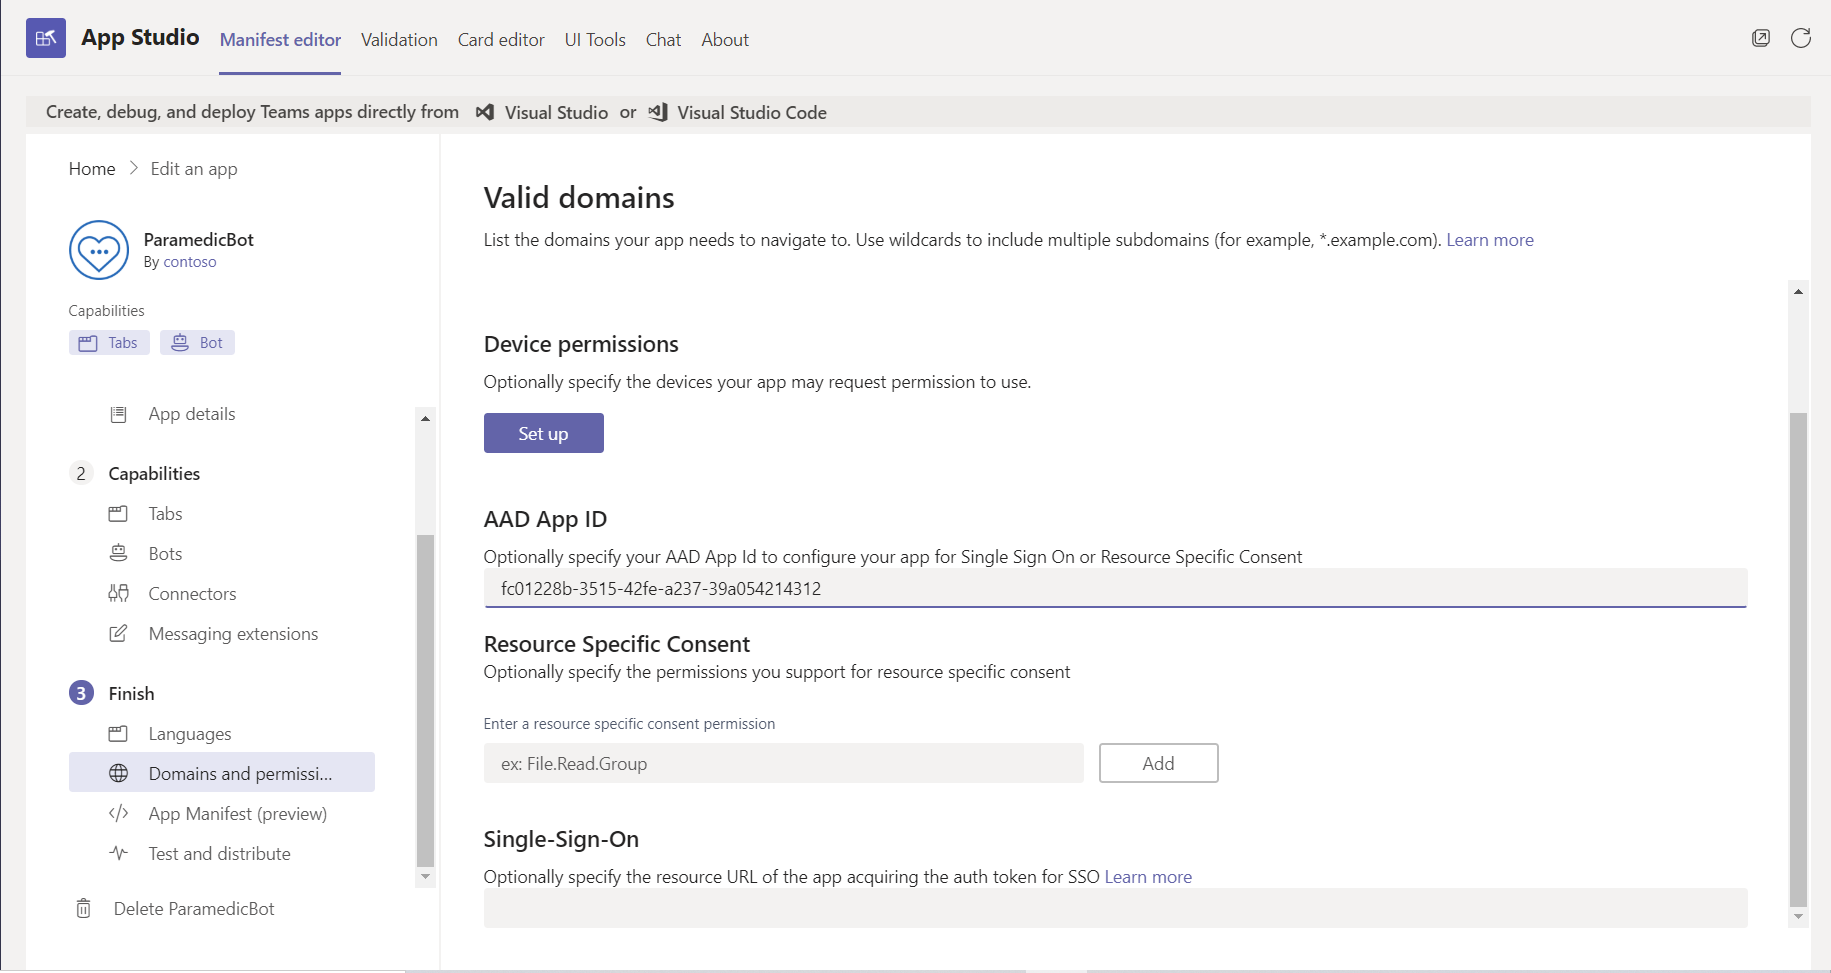 App Studio Manifest editor Validation Card editor UI Tools Chat About
Create, debug, and deploy Teams apps directly from Visual Studio or Visual Studio Code
Home > Edit an app
ParamedicBot
By contoso
Capabilities
Tabs Bot
App details
2 Capabilities
Tabs
Bots
Connectors
Messaging extensions
3 Finish
Languages
Domains and permissi...
App Manifest (preview)
Test and distribute
Delete ParamedicBot
Valid domains
List the domains your app needs to navigate to. Use wildcards to include multiple subdomains (for example, *.example.com). Learn more
Device permissions
Optionally specify the devices your app may request permission to use.
Set up
AAD App ID
Optionally specify your AAD App Id to configure your app for Single Sign On or Resource Specific Consent
fc01228b-3515-42fe-a237-39a054214312
Resource Specific Consent
Optionally specify the permissions you support for resource specific consent
Enter a resource specific consent permission
ex: File.Read.Group Add
Single-Sign-On
Optionally specify the resource URL of the app acquiring the auth token for SSO Learn more